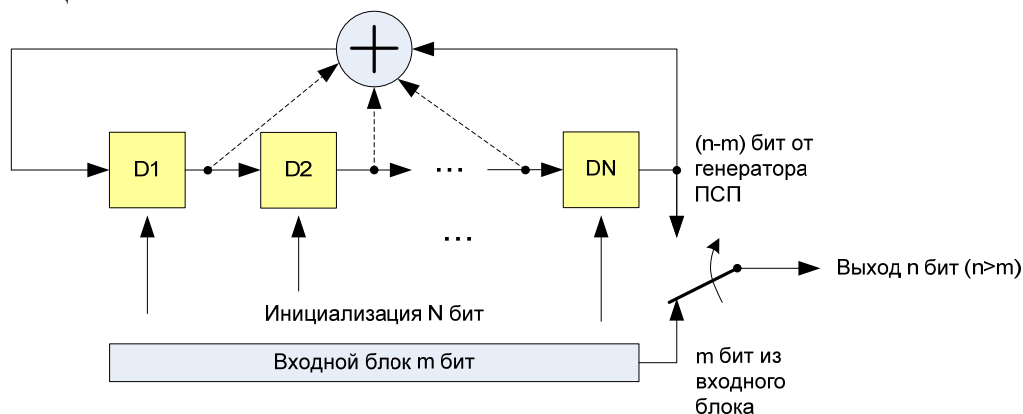 D1
D2
...
DN
(n-m) бит от
генератора
ПСП
...
Выход n бит (n>m)
Инициализация N бит
Входной блок m бит
m бит из
входного
блока